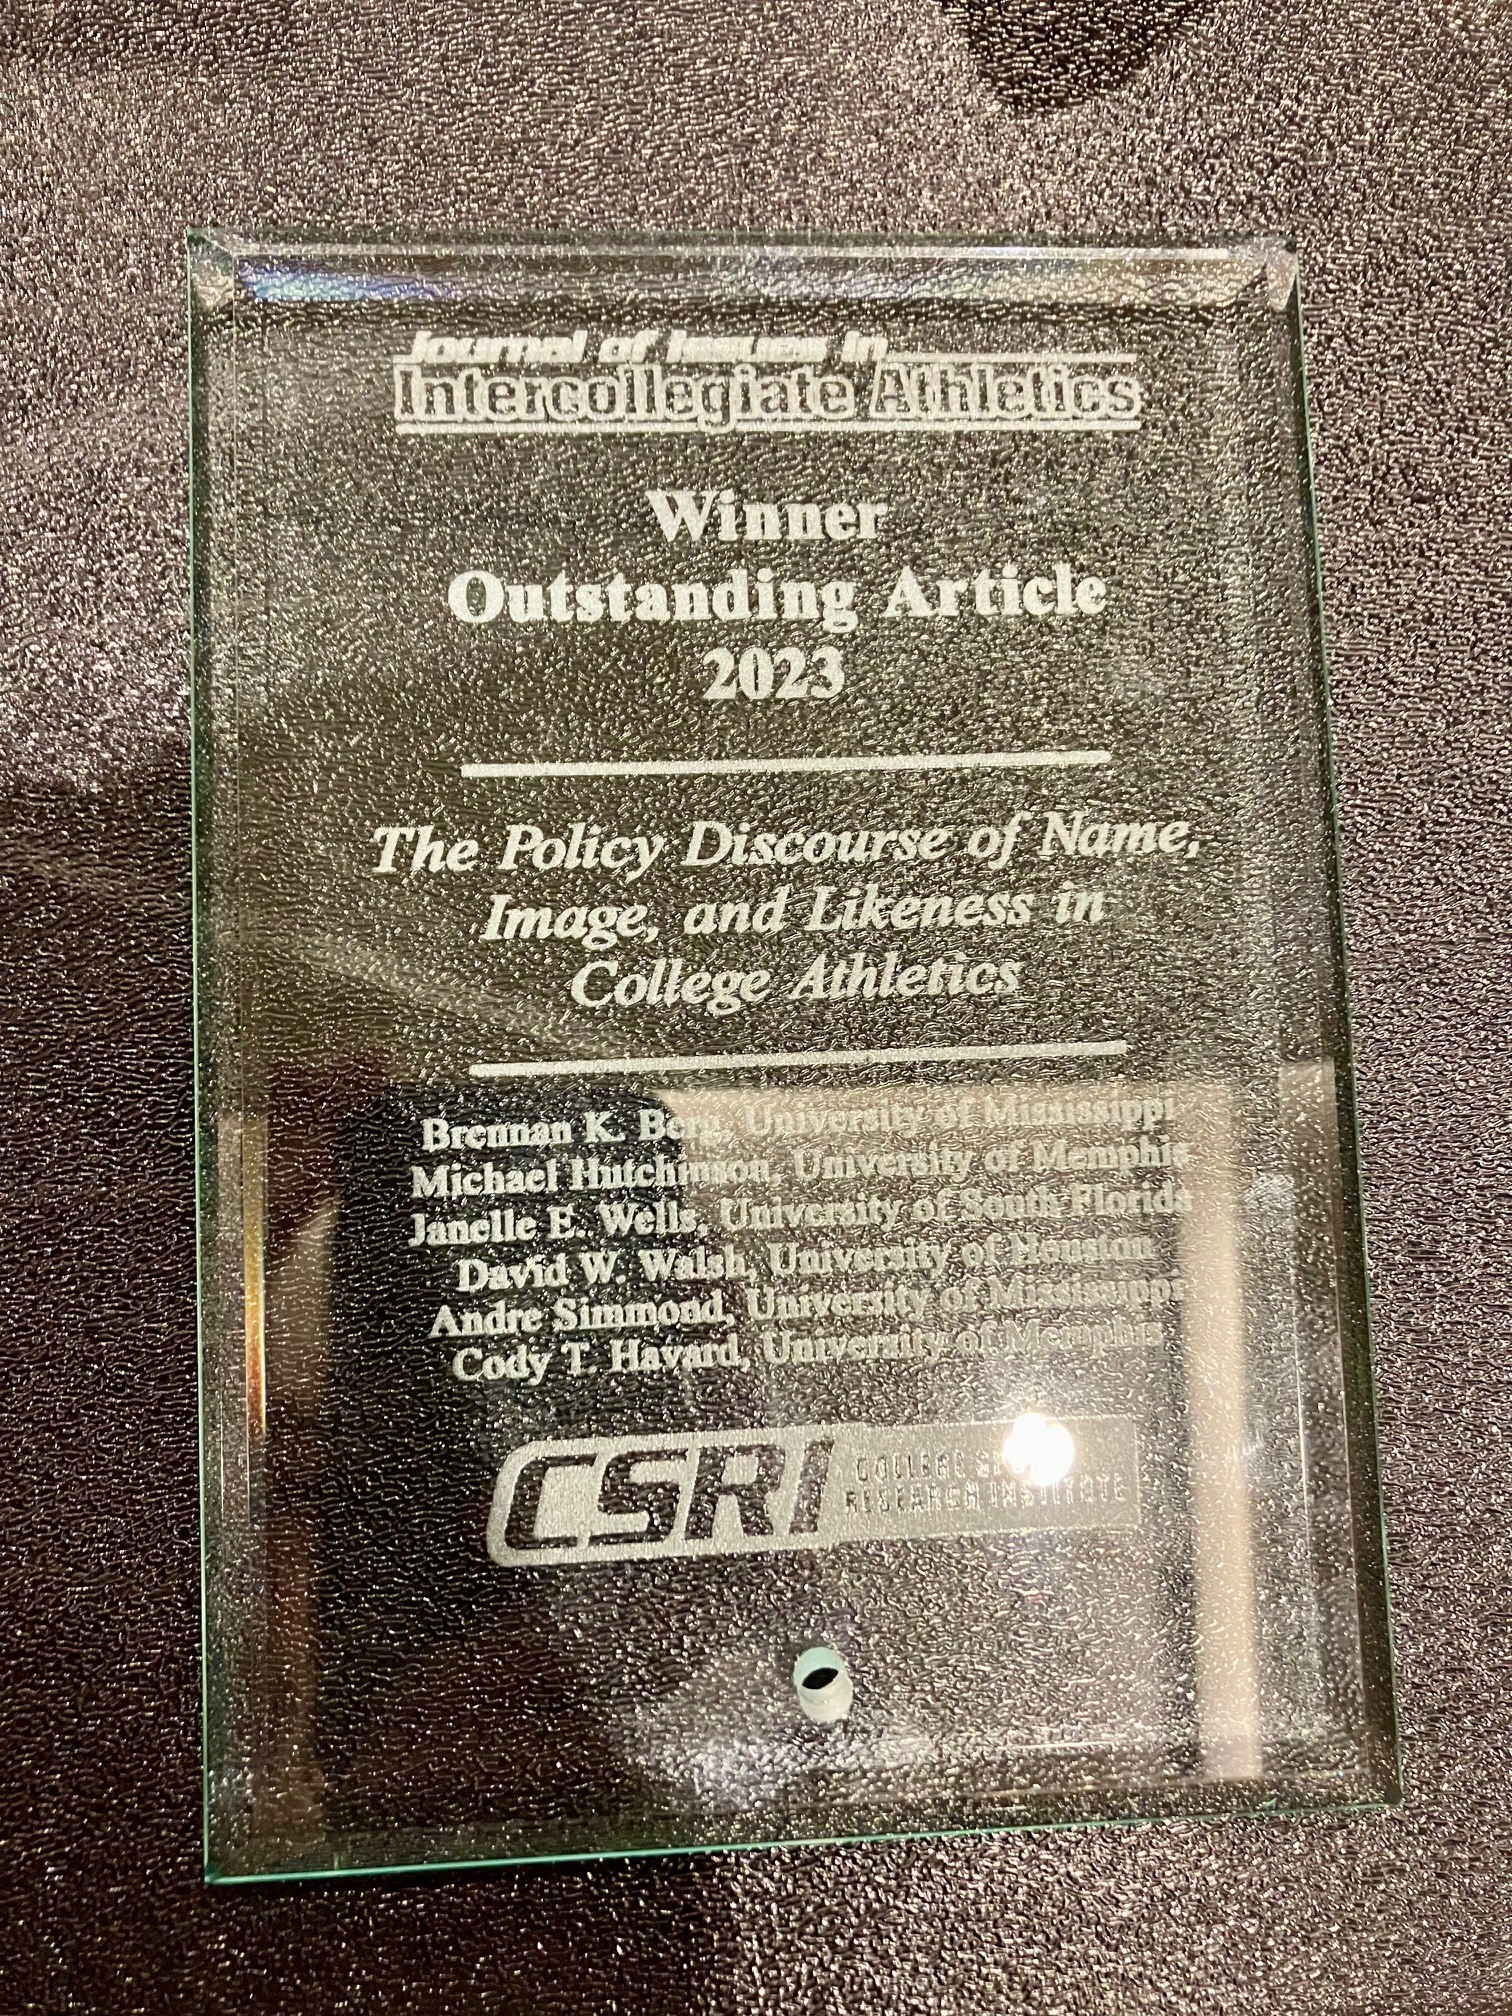 Journal of Issues in
Intercollegiate Athletics
Winner
Outstanding Article
2023
The Policy Discourse of Name,
Image, and Likeness in
College Athletics
Brennan K. Berg, University of Mississippi
Michael Hutchinson, University of Memphis
Janelle E. Wells, University of South Florida
David W. Walsh, University of Houston
Andre Simmond, University of Mississippi
Cody T. Havard, University of Memphis
CSRI
COLLEGE
RESEARCH INSTITUTE